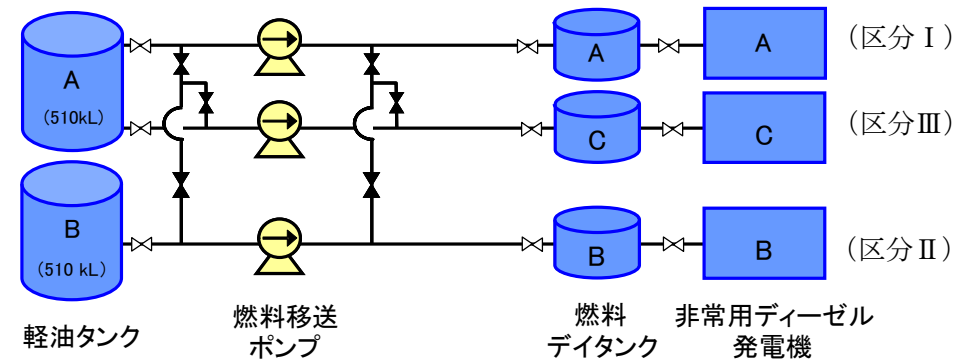 A
(510kL)
B
(510 kL)
A
C
B
A
C
B
(区分Ⅰ)
(区分Ⅲ)
(区分Ⅱ)
軽油タンク
燃料移送
ポンプ
燃料
デイタンク
非常用ディーゼル
発電機